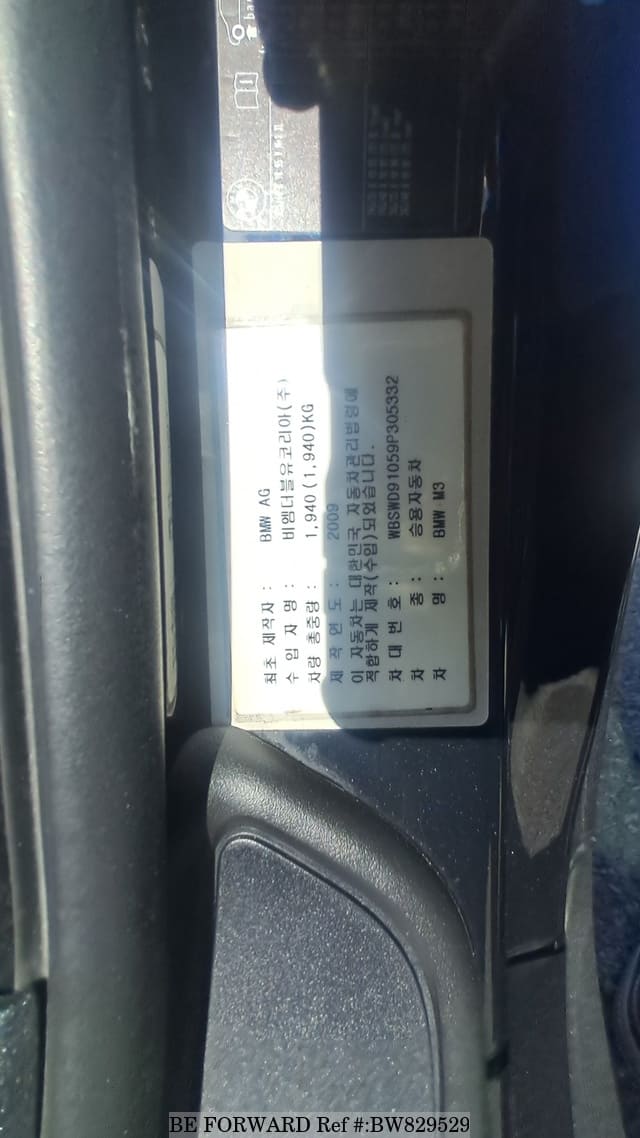 최초 제작자 : BMW AG
수 입 자 명 : 비엠더블유코리아(주)
차량 총중량 : 1,940(1,940)KG
제 작 연 도 : 2009
이 자동차는 대한민국 자동차관리법령에
적합하게 제작(수입)되었습니다.
차 대 번 호 : WBSWD91059P305332
차 종 : 승용자동차
차 명 : BMW M3
BE FORWARD Ref #:BW829529